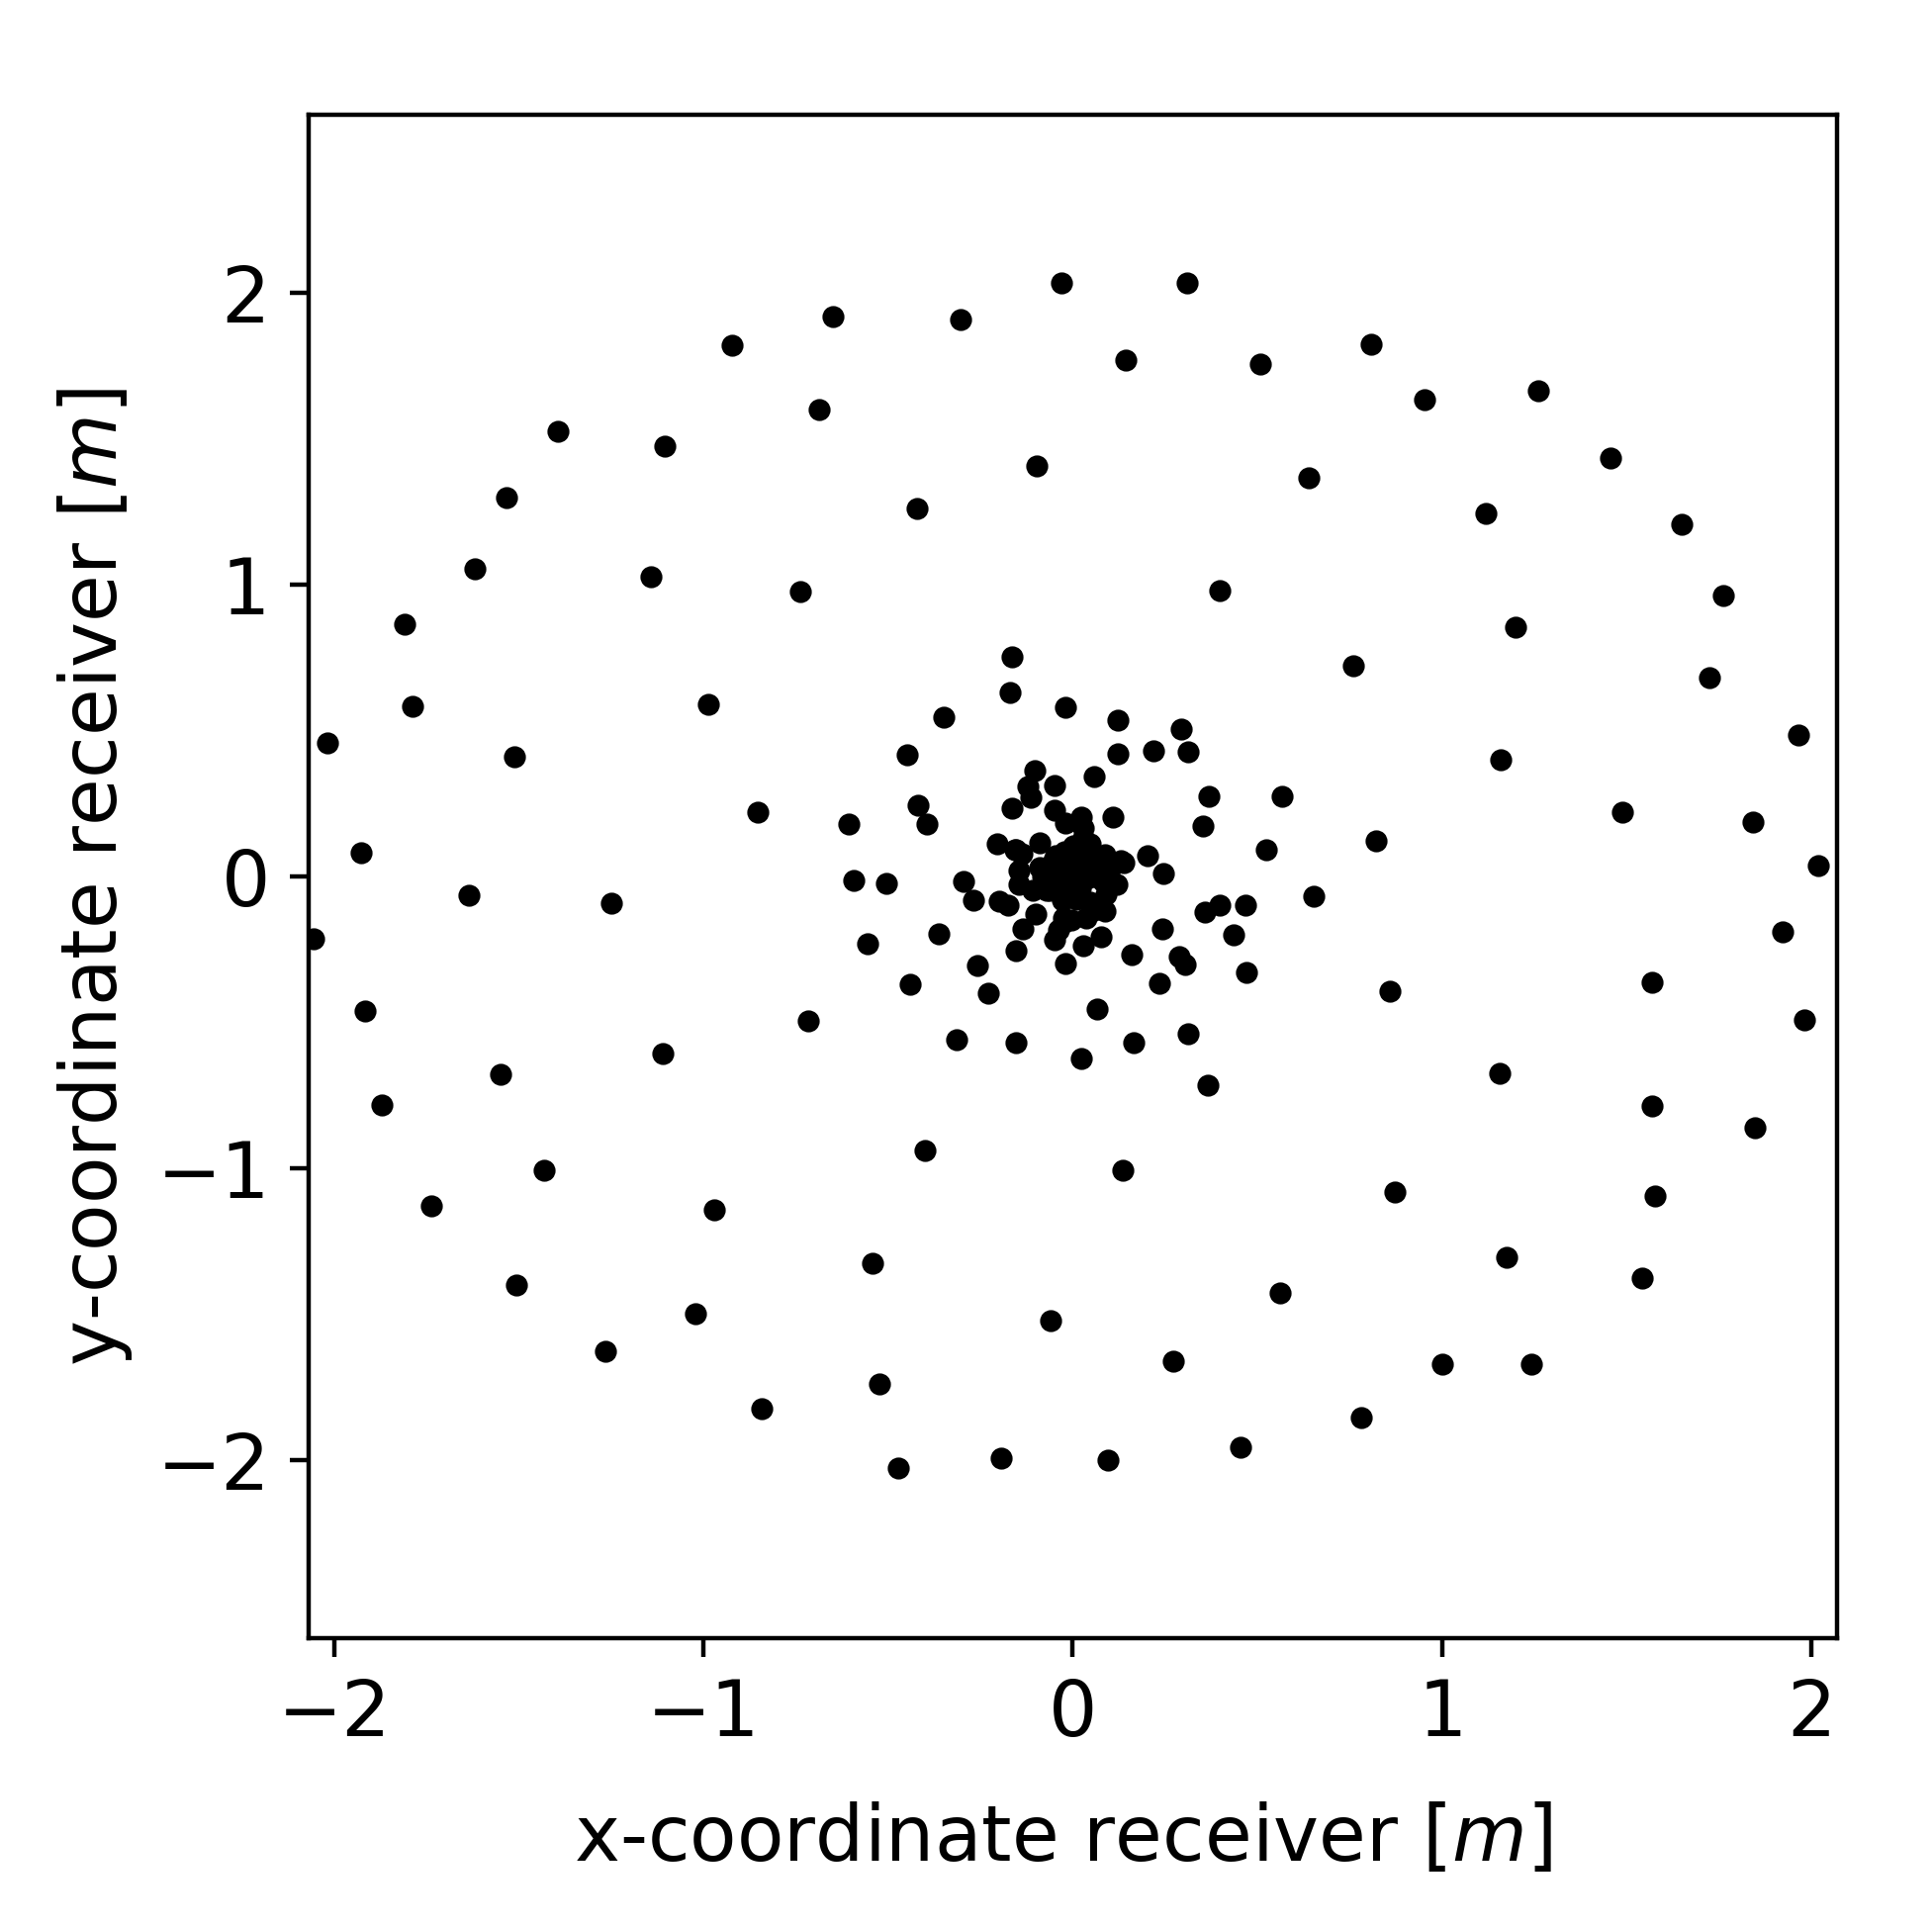 2
1
0
−1
−2
y-coordinate receiver [m]
−2 −1 0 1 2
x-coordinate receiver [m]